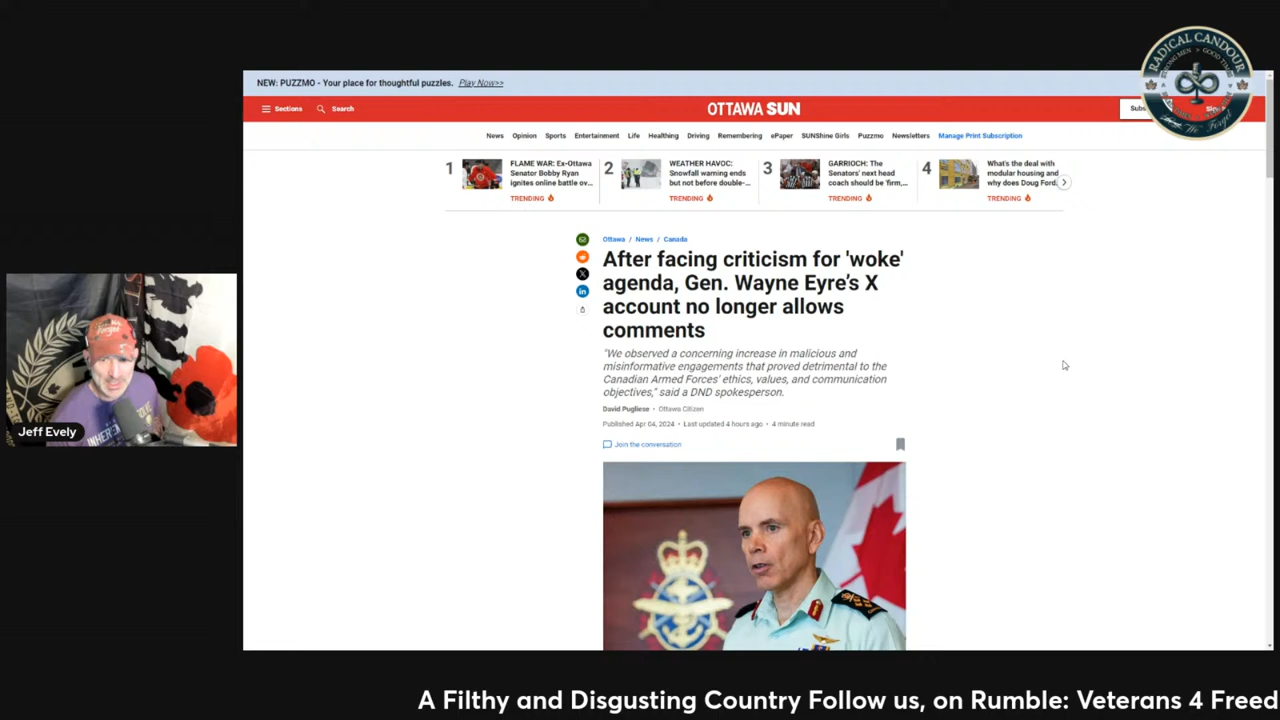 NEW: PUZZMO - Your place for thoughtful puzzles. Play Now>>
Sections
Search
OTTAWA SUN
RADICAL CANDOUR
News
Opinion
Sports
Entertainment
Life
Healthing
Driving
Remembering
ePaper
SUNShine Girls
Puzzmo
Newsletters
Manage Print Subscription
1
FLAME WAR: Ex-Ottawa
Senator Bobby Ryan
ignites online battle ov...
TRENDING
2
WEATHER HAVOC:
Snowfall warning ends
but not before double-...
TRENDING
3
GARRIOCH: The
Senators' next head
coach should be 'firm,...
TRENDING
4
What's the deal with
modular housing and
why does Doug Ford...
TRENDING
Ottawa / News / Canada
After facing criticism for 'woke'
agenda, Gen. Wayne Eyre's X
account no longer allows
comments
"We observed a concerning increase in malicious and
misinformative engagements that proved detrimental to the
Canadian Armed Forces' ethics, values, and communication
objectives," said a DND spokesperson.
David Pugliese • Ottawa Citizen
Published Apr 04, 2024 • Last updated 4 hours ago • 4 minute read
Join the conversation
Jeff Evely
A Filthy and Disgusting Country Follow us, on Rumble: Veterans 4 Freed